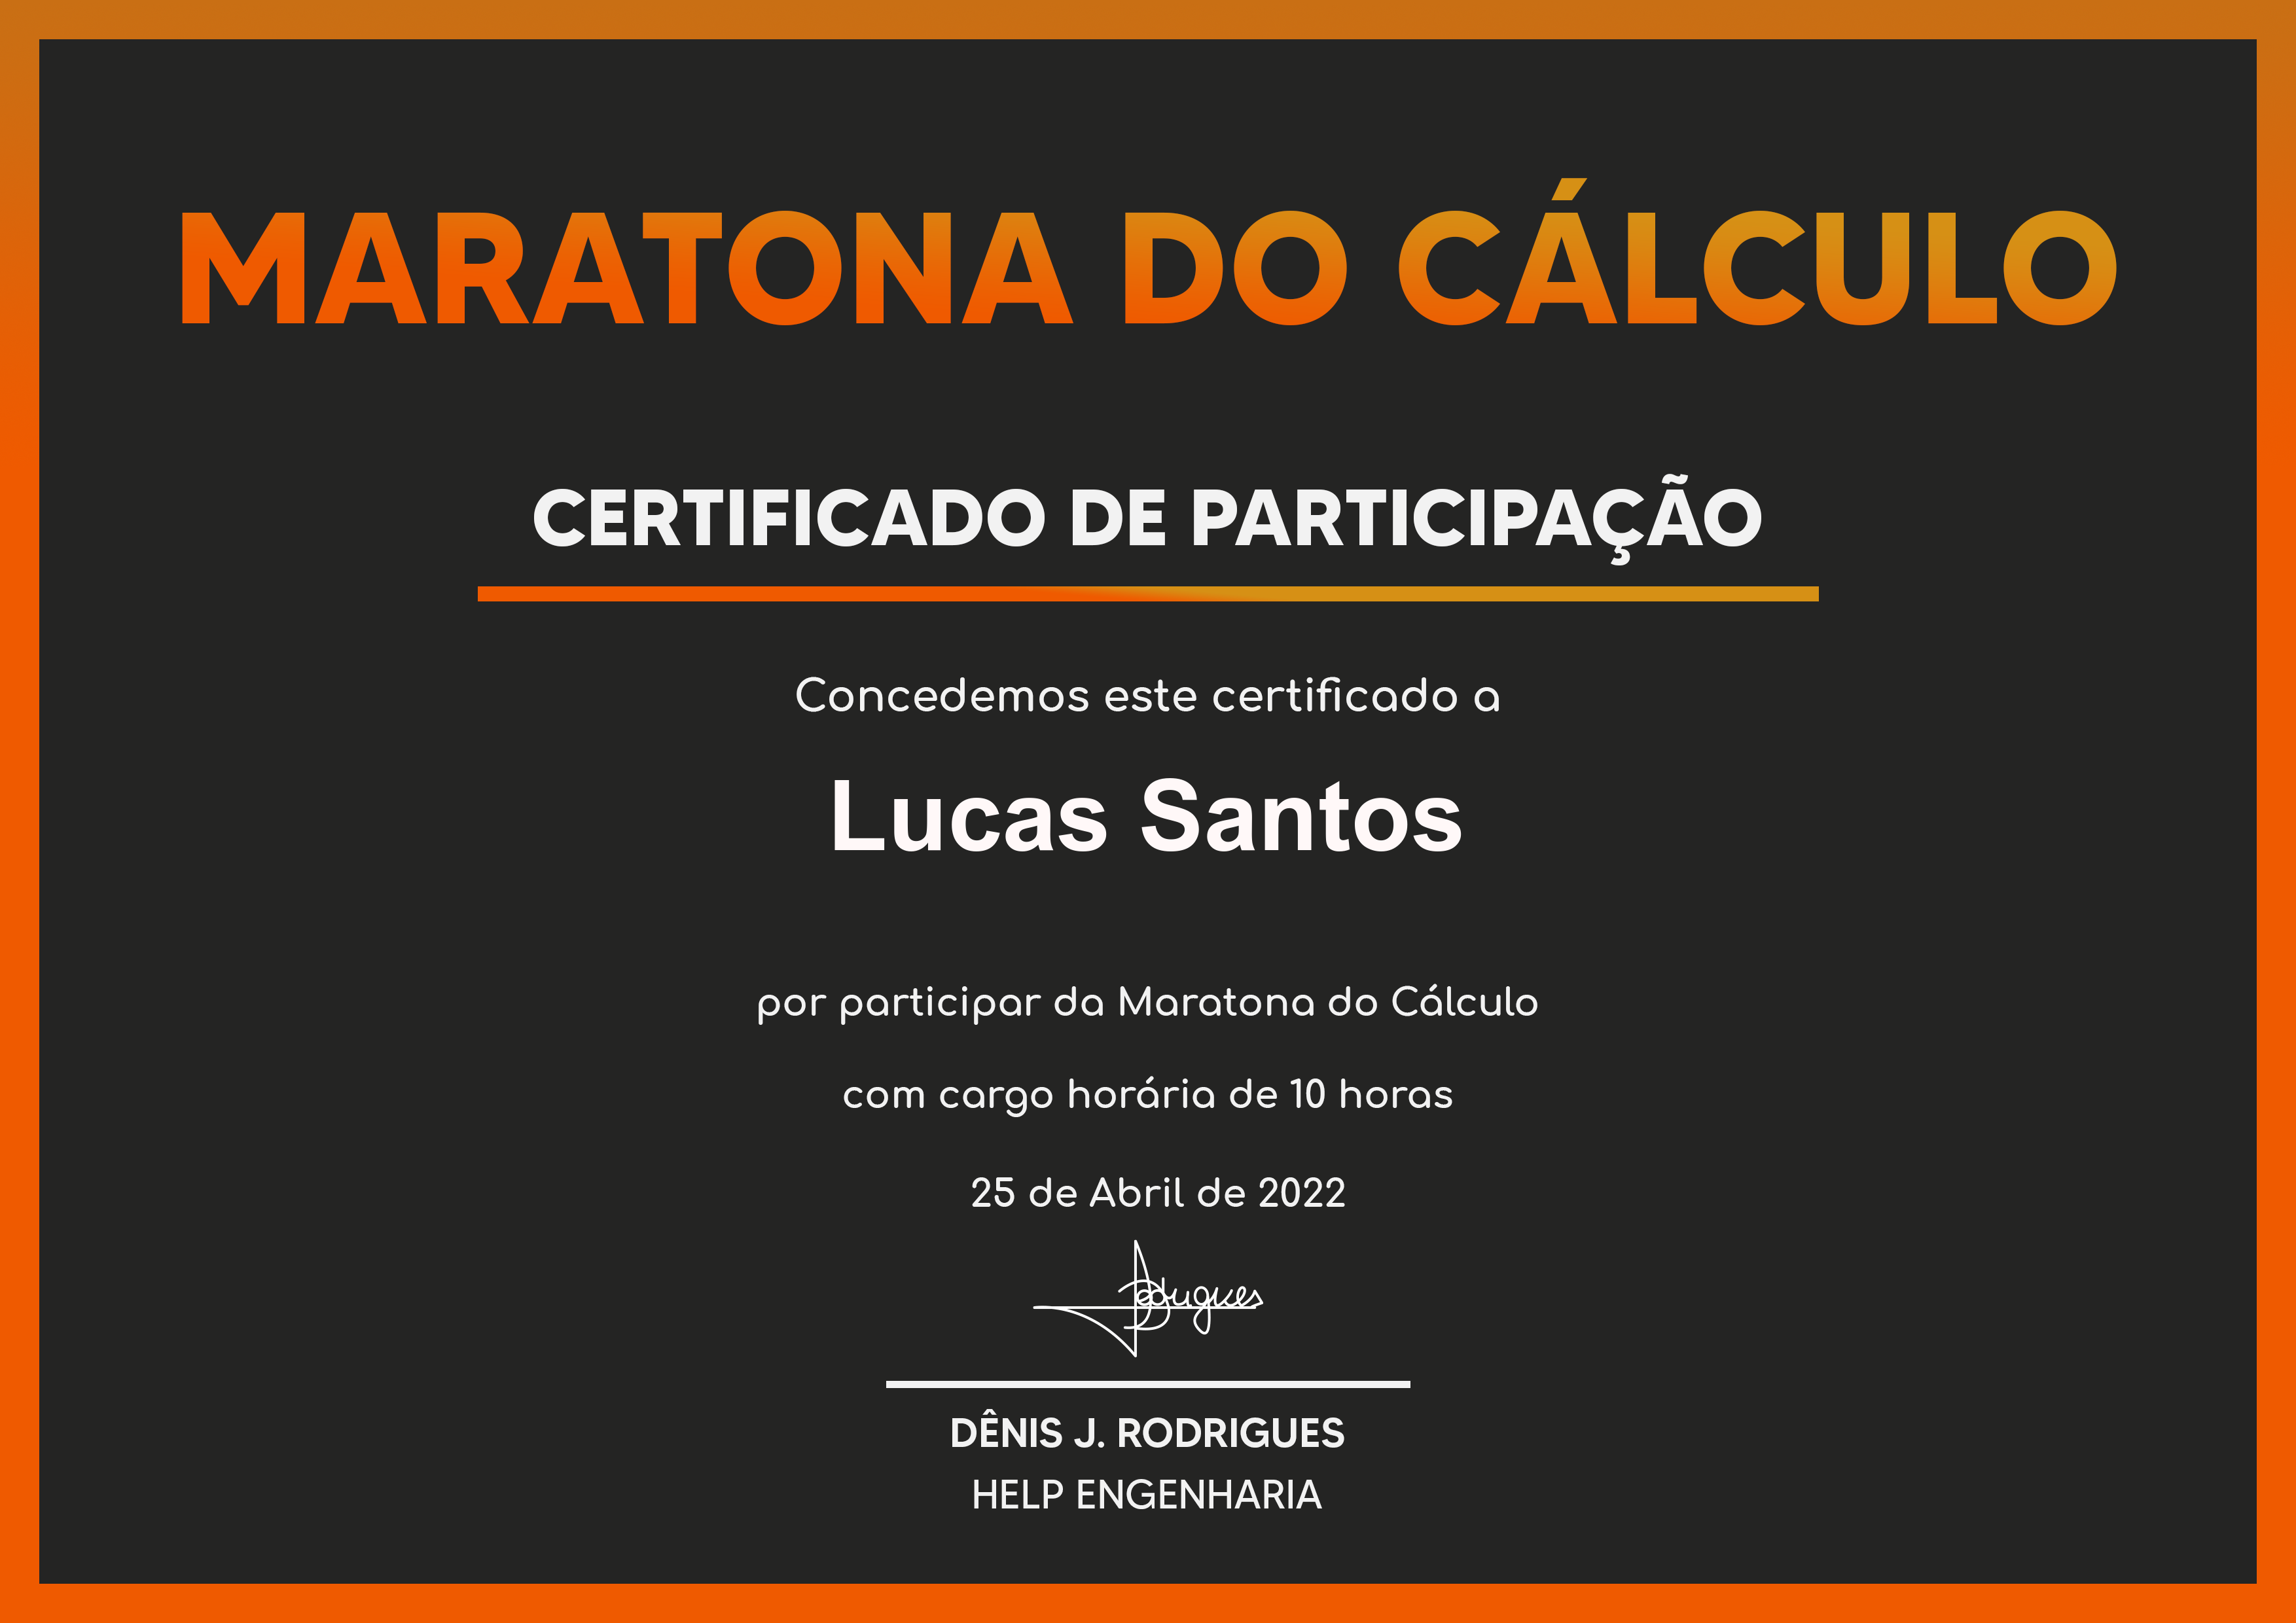 MARATONA DO CÁLCULO
CERTIFICADO DE PARTICIPAÇÃO
Concedemos este certificado a
Lucas Santos
por participar da Maratona do Cálculo
com cargo horária de 10 horas
25 de Abril de 2022
DÊNIS J. RODRIGUES
HELP ENGENHARIA